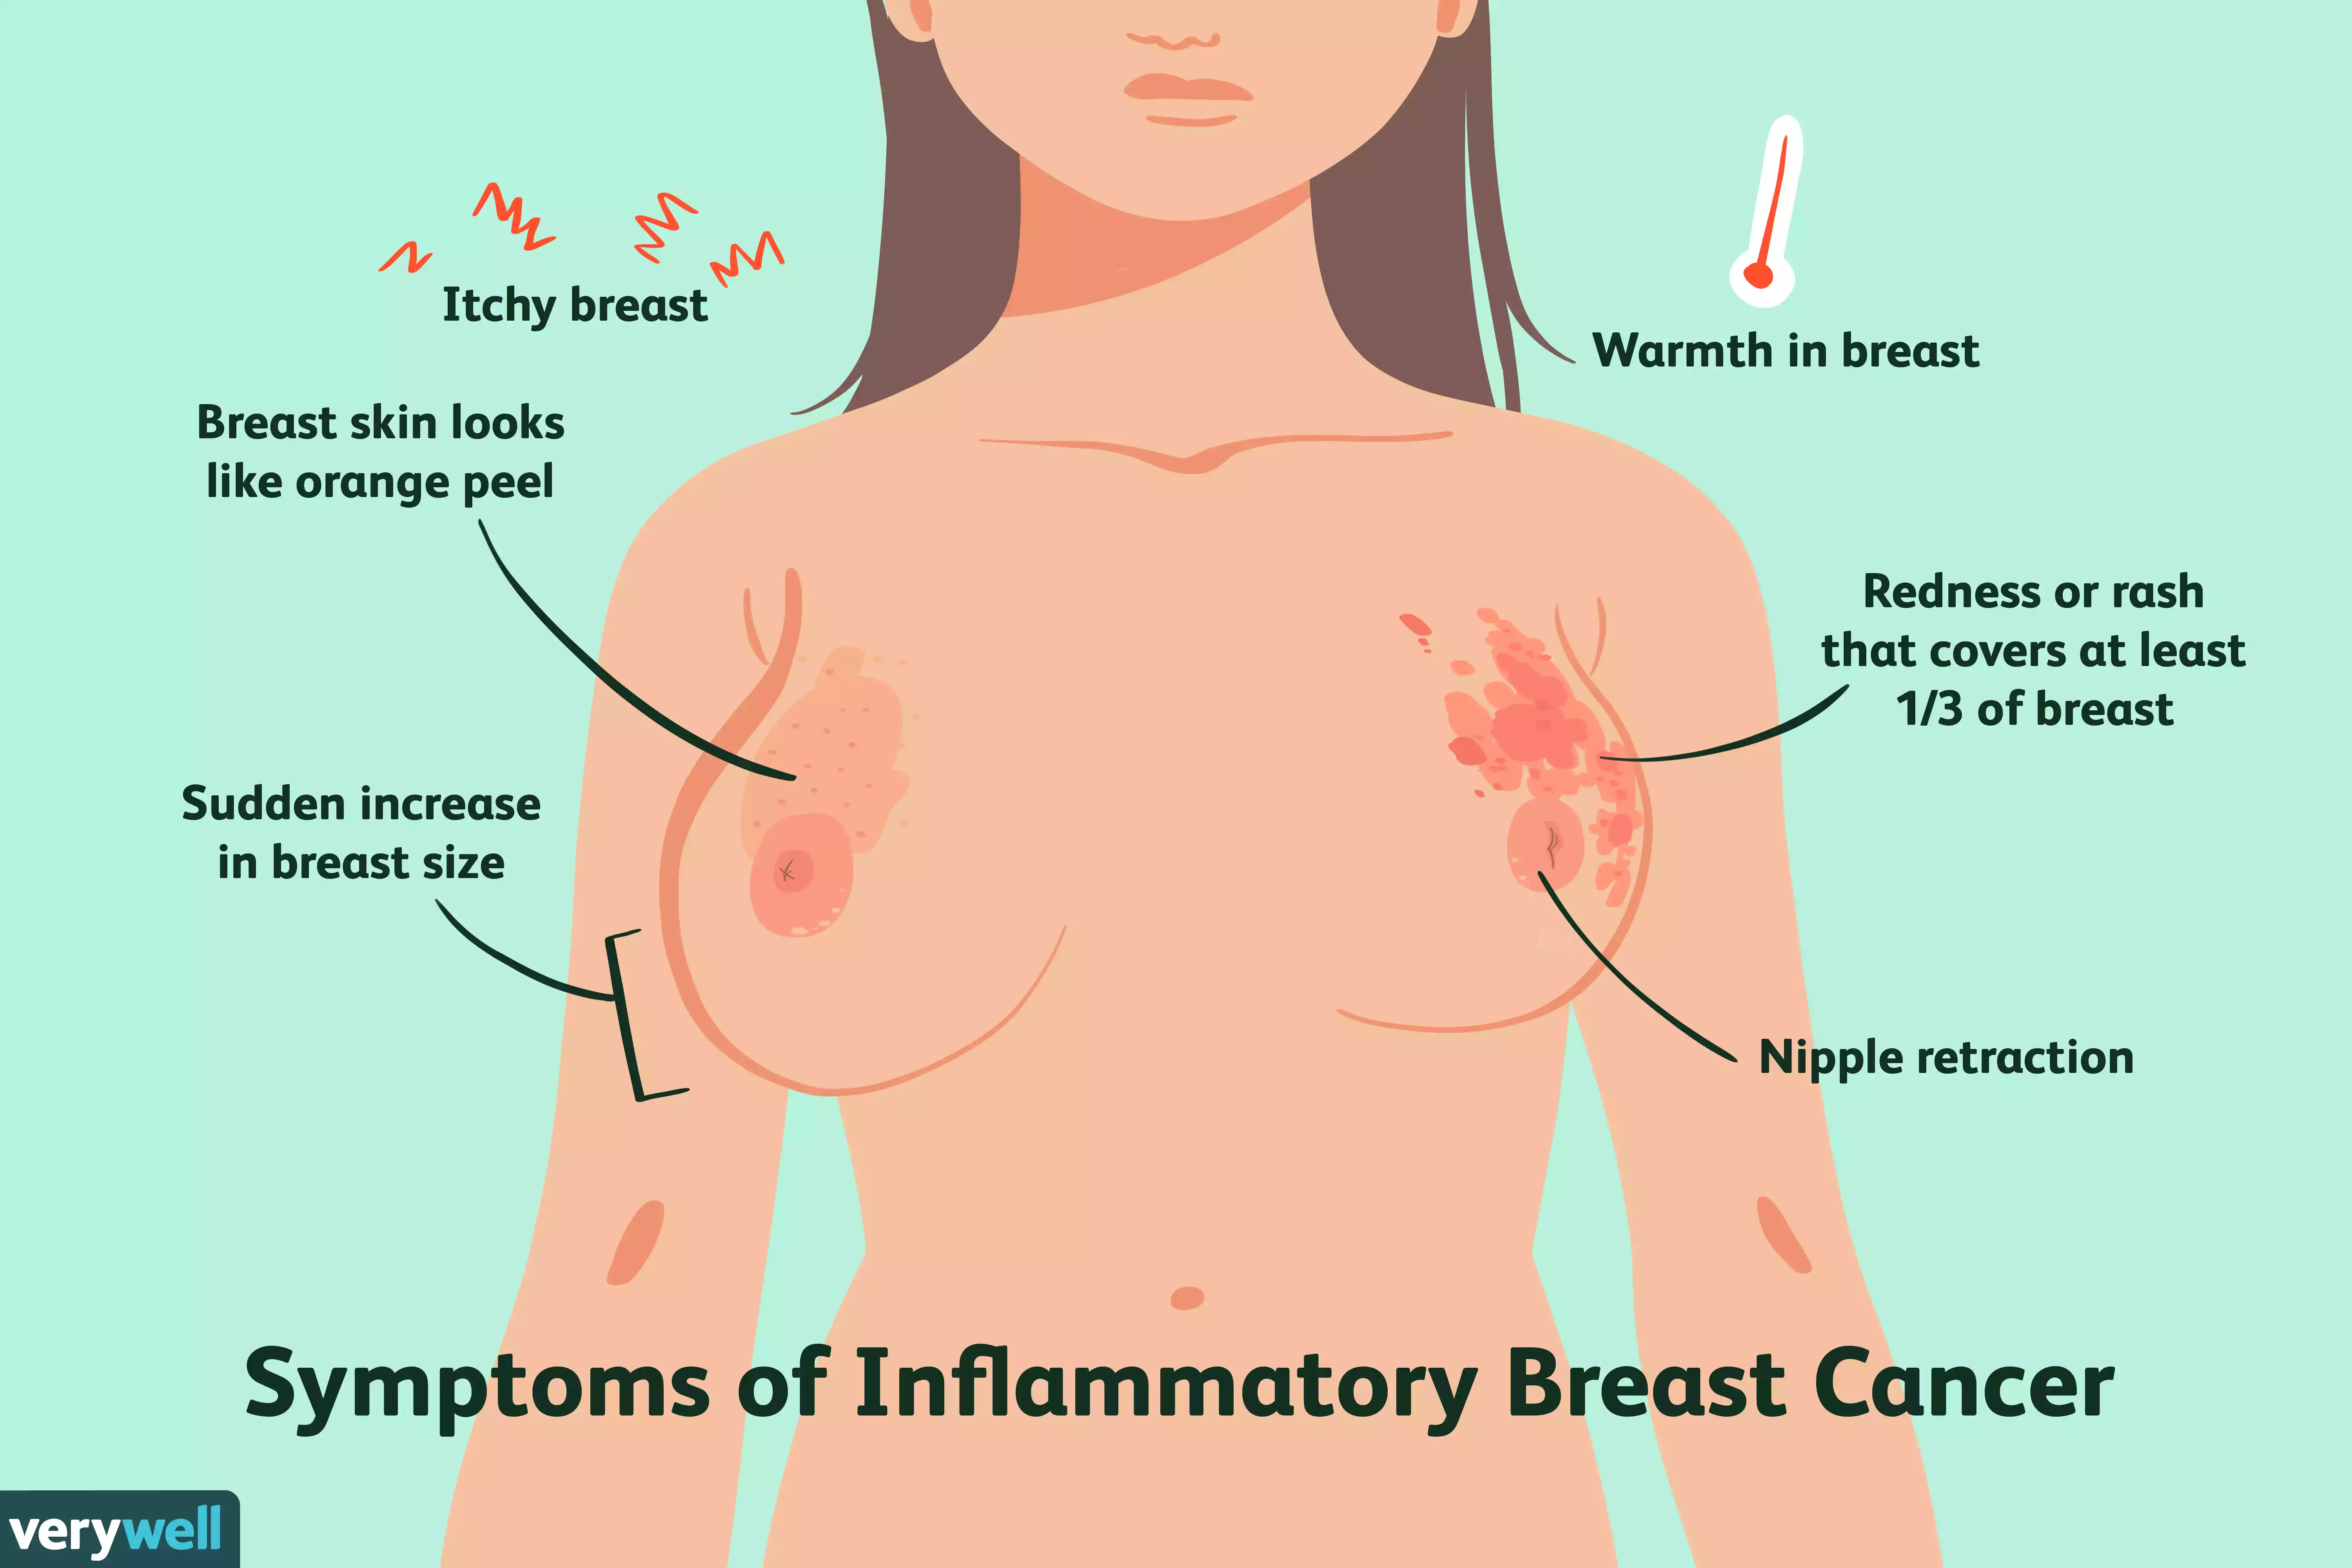 Itchy breast
Warmth in breast
Breast skin looks
like orange peel
Redness or rash
that covers at least
1/3 of breast
Sudden increase
in breast size
Nipple retraction
Symptoms of Inflammatory Breast Cancer
verywell